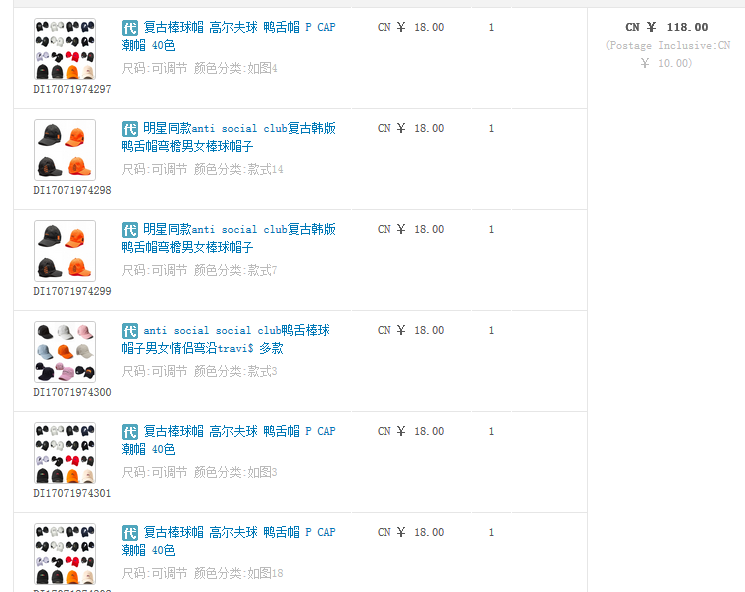 代 复古棒球帽 高尔夫球 鸭舌帽 P CAP
潮帽 40色
尺码:可调节 颜色分类:如图4
DI17071974297
CN ￥ 18.00
1
CN ￥ 118.00
(Postage Inclusive:CN
￥ 10.00)
代 明星同款anti social club复古韩版
鸭舌帽弯檐男女棒球帽子
尺码:可调节 颜色分类:款式14
DI17071974298
CN ￥ 18.00
1
代 明星同款anti social club复古韩版
鸭舌帽弯檐男女棒球帽子
尺码:可调节 颜色分类:款式7
DI17071974299
CN ￥ 18.00
1
代 anti social social club鸭舌棒球
帽子男女情侣弯沿travi$ 多款
尺码:可调节 颜色分类:款式3
DI17071974300
CN ￥ 18.00
1
代 复古棒球帽 高尔夫球 鸭舌帽 P CAP
潮帽 40色
尺码:可调节 颜色分类:如图3
DI17071974301
CN ￥ 18.00
1
代 复古棒球帽 高尔夫球 鸭舌帽 P CAP
潮帽 40色
尺码:可调节 颜色分类:如图18
CN ￥ 18.00
1